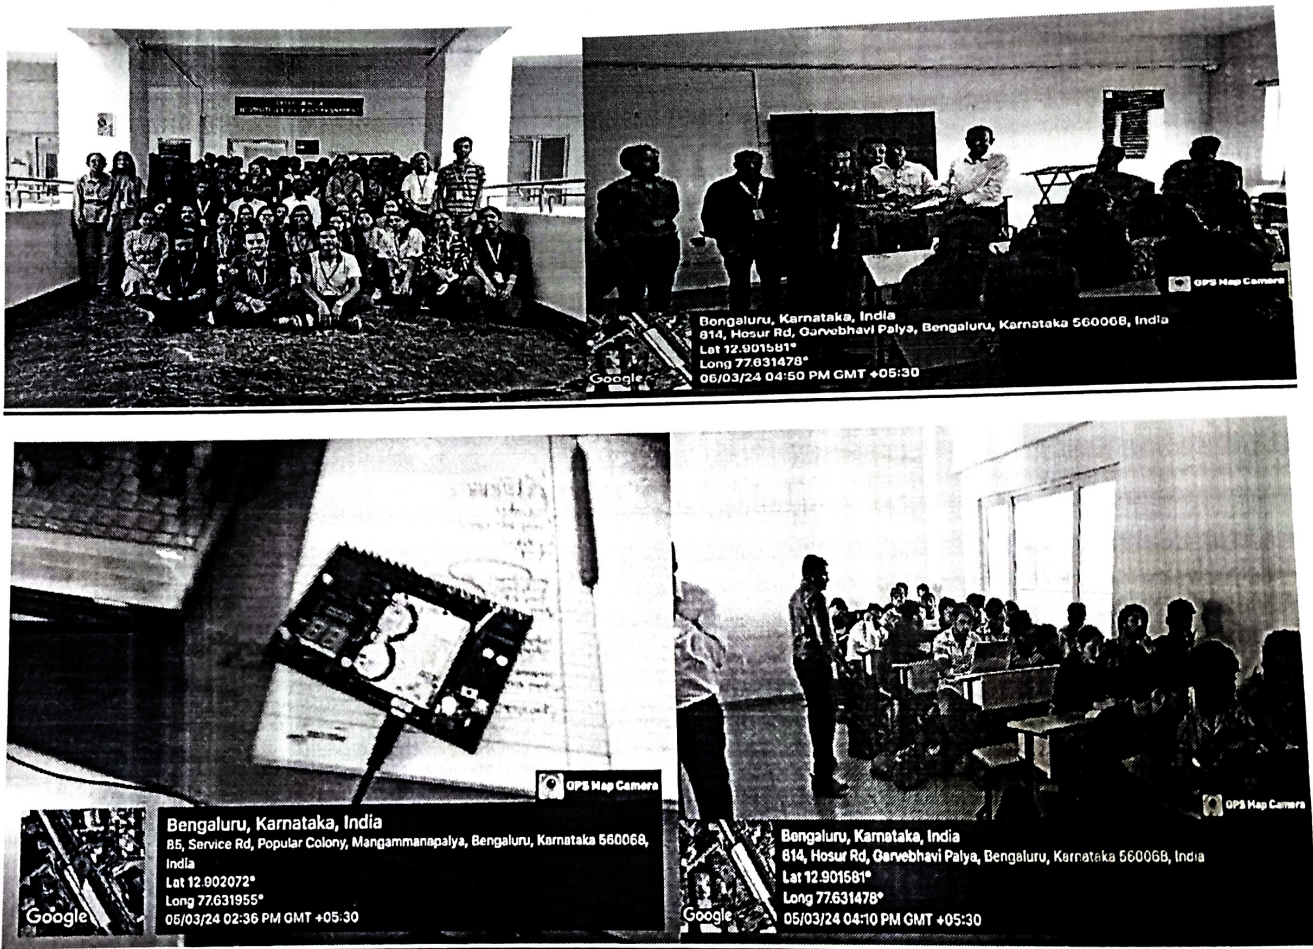 GPS Map Camera
Bengaluru, Karnataka, India
814, Hosur Rd, Garvebhavi Palya, Bengaluru, Karnataka 560068, India
Lat 12.901581°
Long 77.631478°
06/03/24 04:50 PM GMT +05:30
Google
GPS Map Camera
Bengaluru, Karnataka, India
85, Service Rd, Popular Colony, Mangammanapalya, Bengaluru, Karnataka 560068,
India
Lat 12.902072°
Long 77.631955°
05/03/24 02:36 PM GMT +05:30
Google
GPS Map Camera
Bengaluru, Karnataka, India
814, Hosur Rd, Garvebhavi Palya, Bengaluru, Karnataka 560068, India
Lat 12.901581°
Long 77.631478°
05/03/24 04:10 PM GMT +05:30
Google